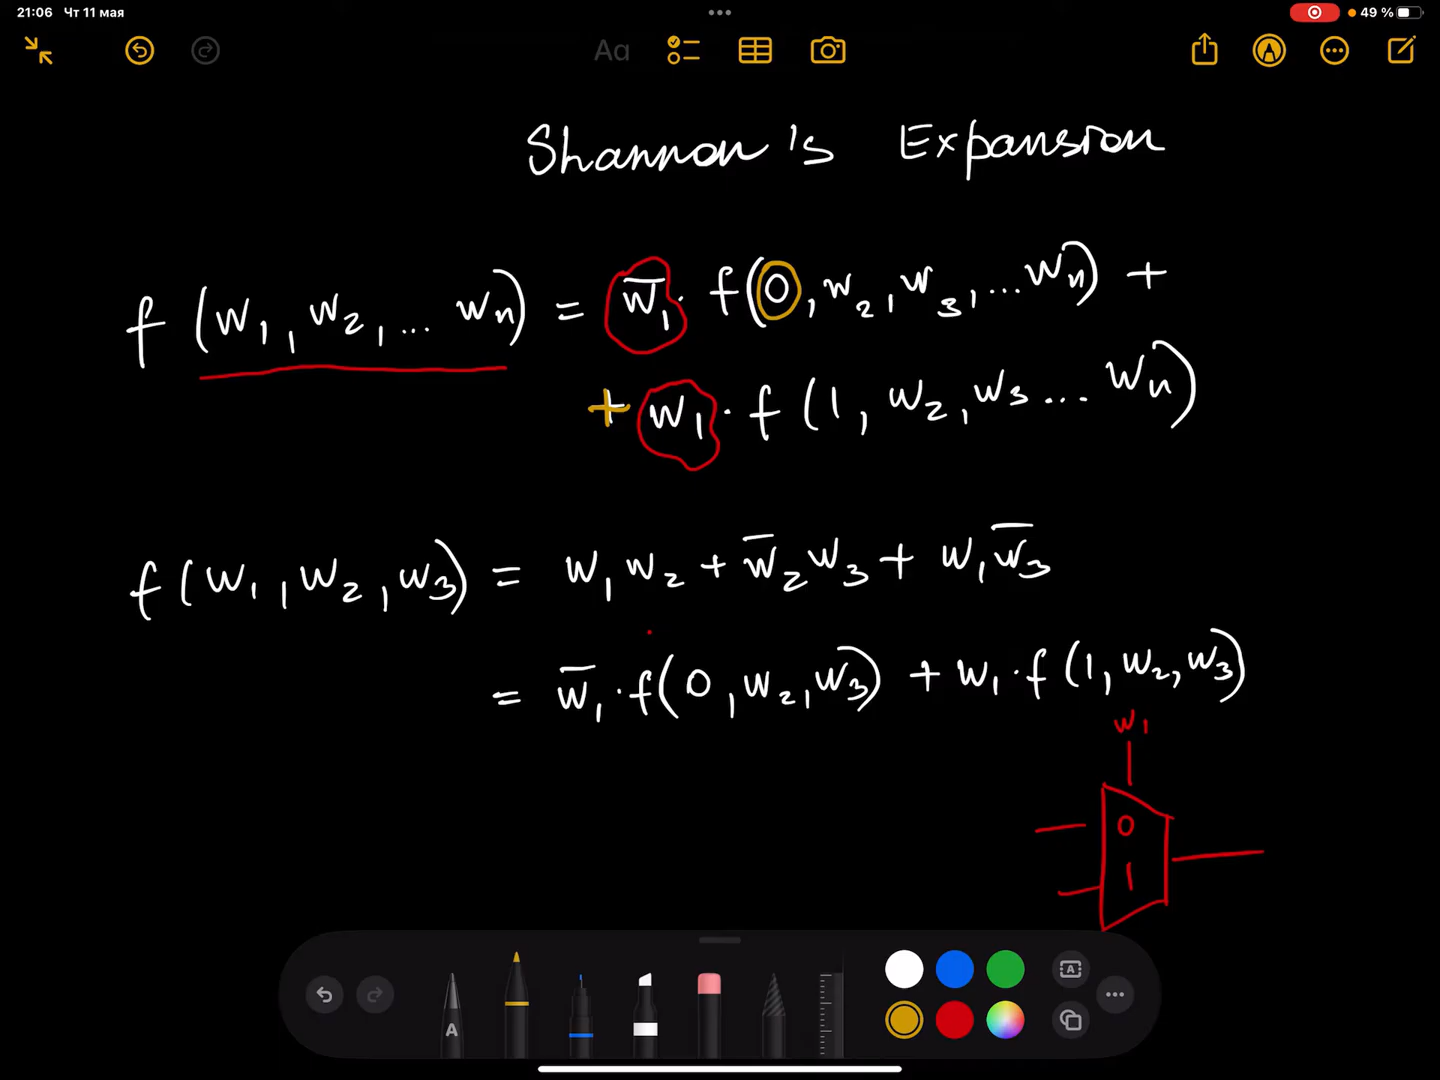 21:06 Чт 11 мая
49 %
Aa
Shannon's Expansion
f (w₁, w₂, ... wₙ) = w̅₁ · f(0, w₂, w₃, ... wₙ) +
+ w₁ · f (1, w₂, w₃ ... wₙ)
f (w₁, w₂, w₃) = w₁w₂ + w̅₂w₃ + w₁w̅₃
= w̅₁ · f(0, w₂, w₃) + w₁ · f (1, w₂, w₃)
w₁
0
1
A
A